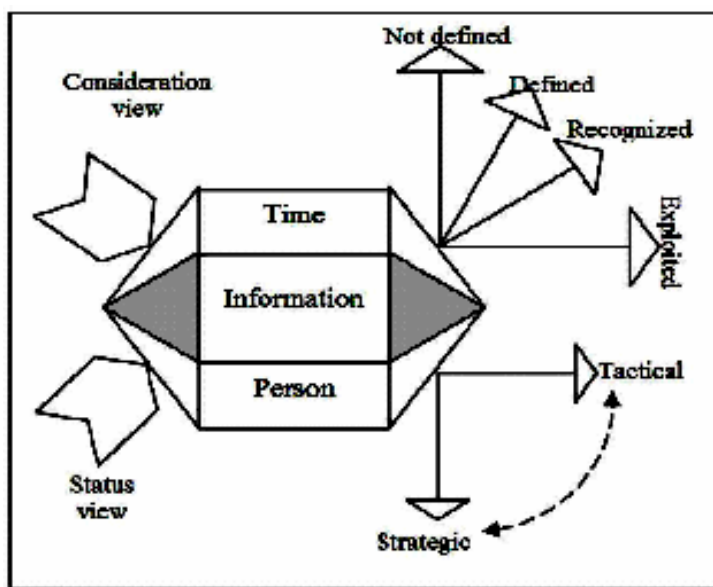 Not defined
Consideration
view
Defined
Recognized
Time
Exploited
Information
Person
Tactical
Status
view
Strategic